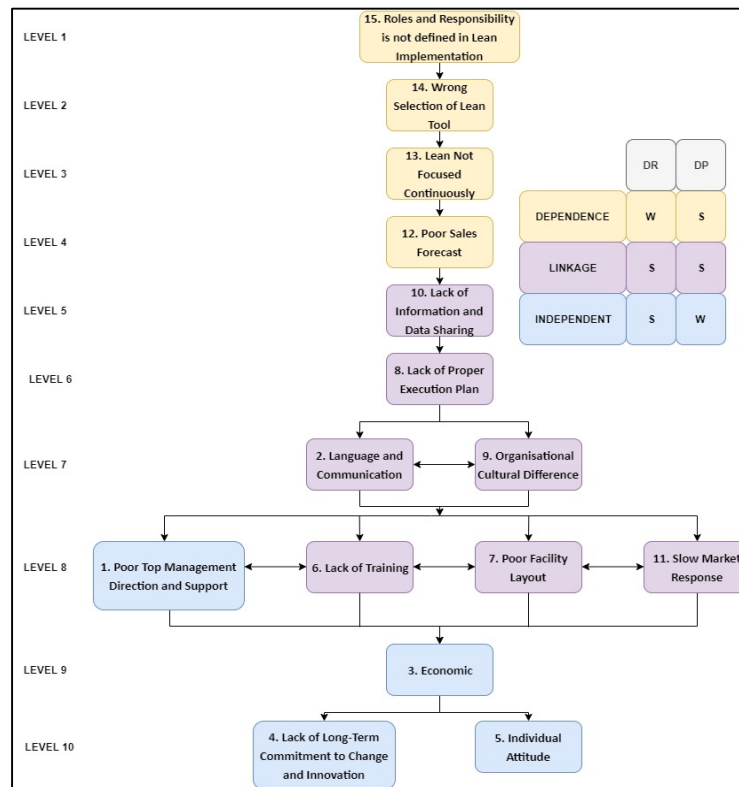 LEVEL 1
15. Roles and Responsibility
is not defined in Lean
Implementation
LEVEL 2
14. Wrong
Selection of Lean
Tool
LEVEL 3
13. Lean Not
Focused
Continuously
DR
DP
DEPENDENCE
W
S
LEVEL 4
12. Poor Sales
Forecast
LINKAGE
S
S
LEVEL 5
10. Lack of
Information and
Data Sharing
INDEPENDENT
S
W
LEVEL 6
8. Lack of Proper
Execution Plan
LEVEL 7
2. Language and
Communication
9. Organisational
Cultural Difference
LEVEL 8
1. Poor Top Management
Direction and Support
6. Lack of Training
7. Poor Facility
Layout
11. Slow Market
Response
LEVEL 9
3. Economic
LEVEL 10
4. Lack of Long-Term
Commitment to Change
and Innovation
5. Individual
Attitude